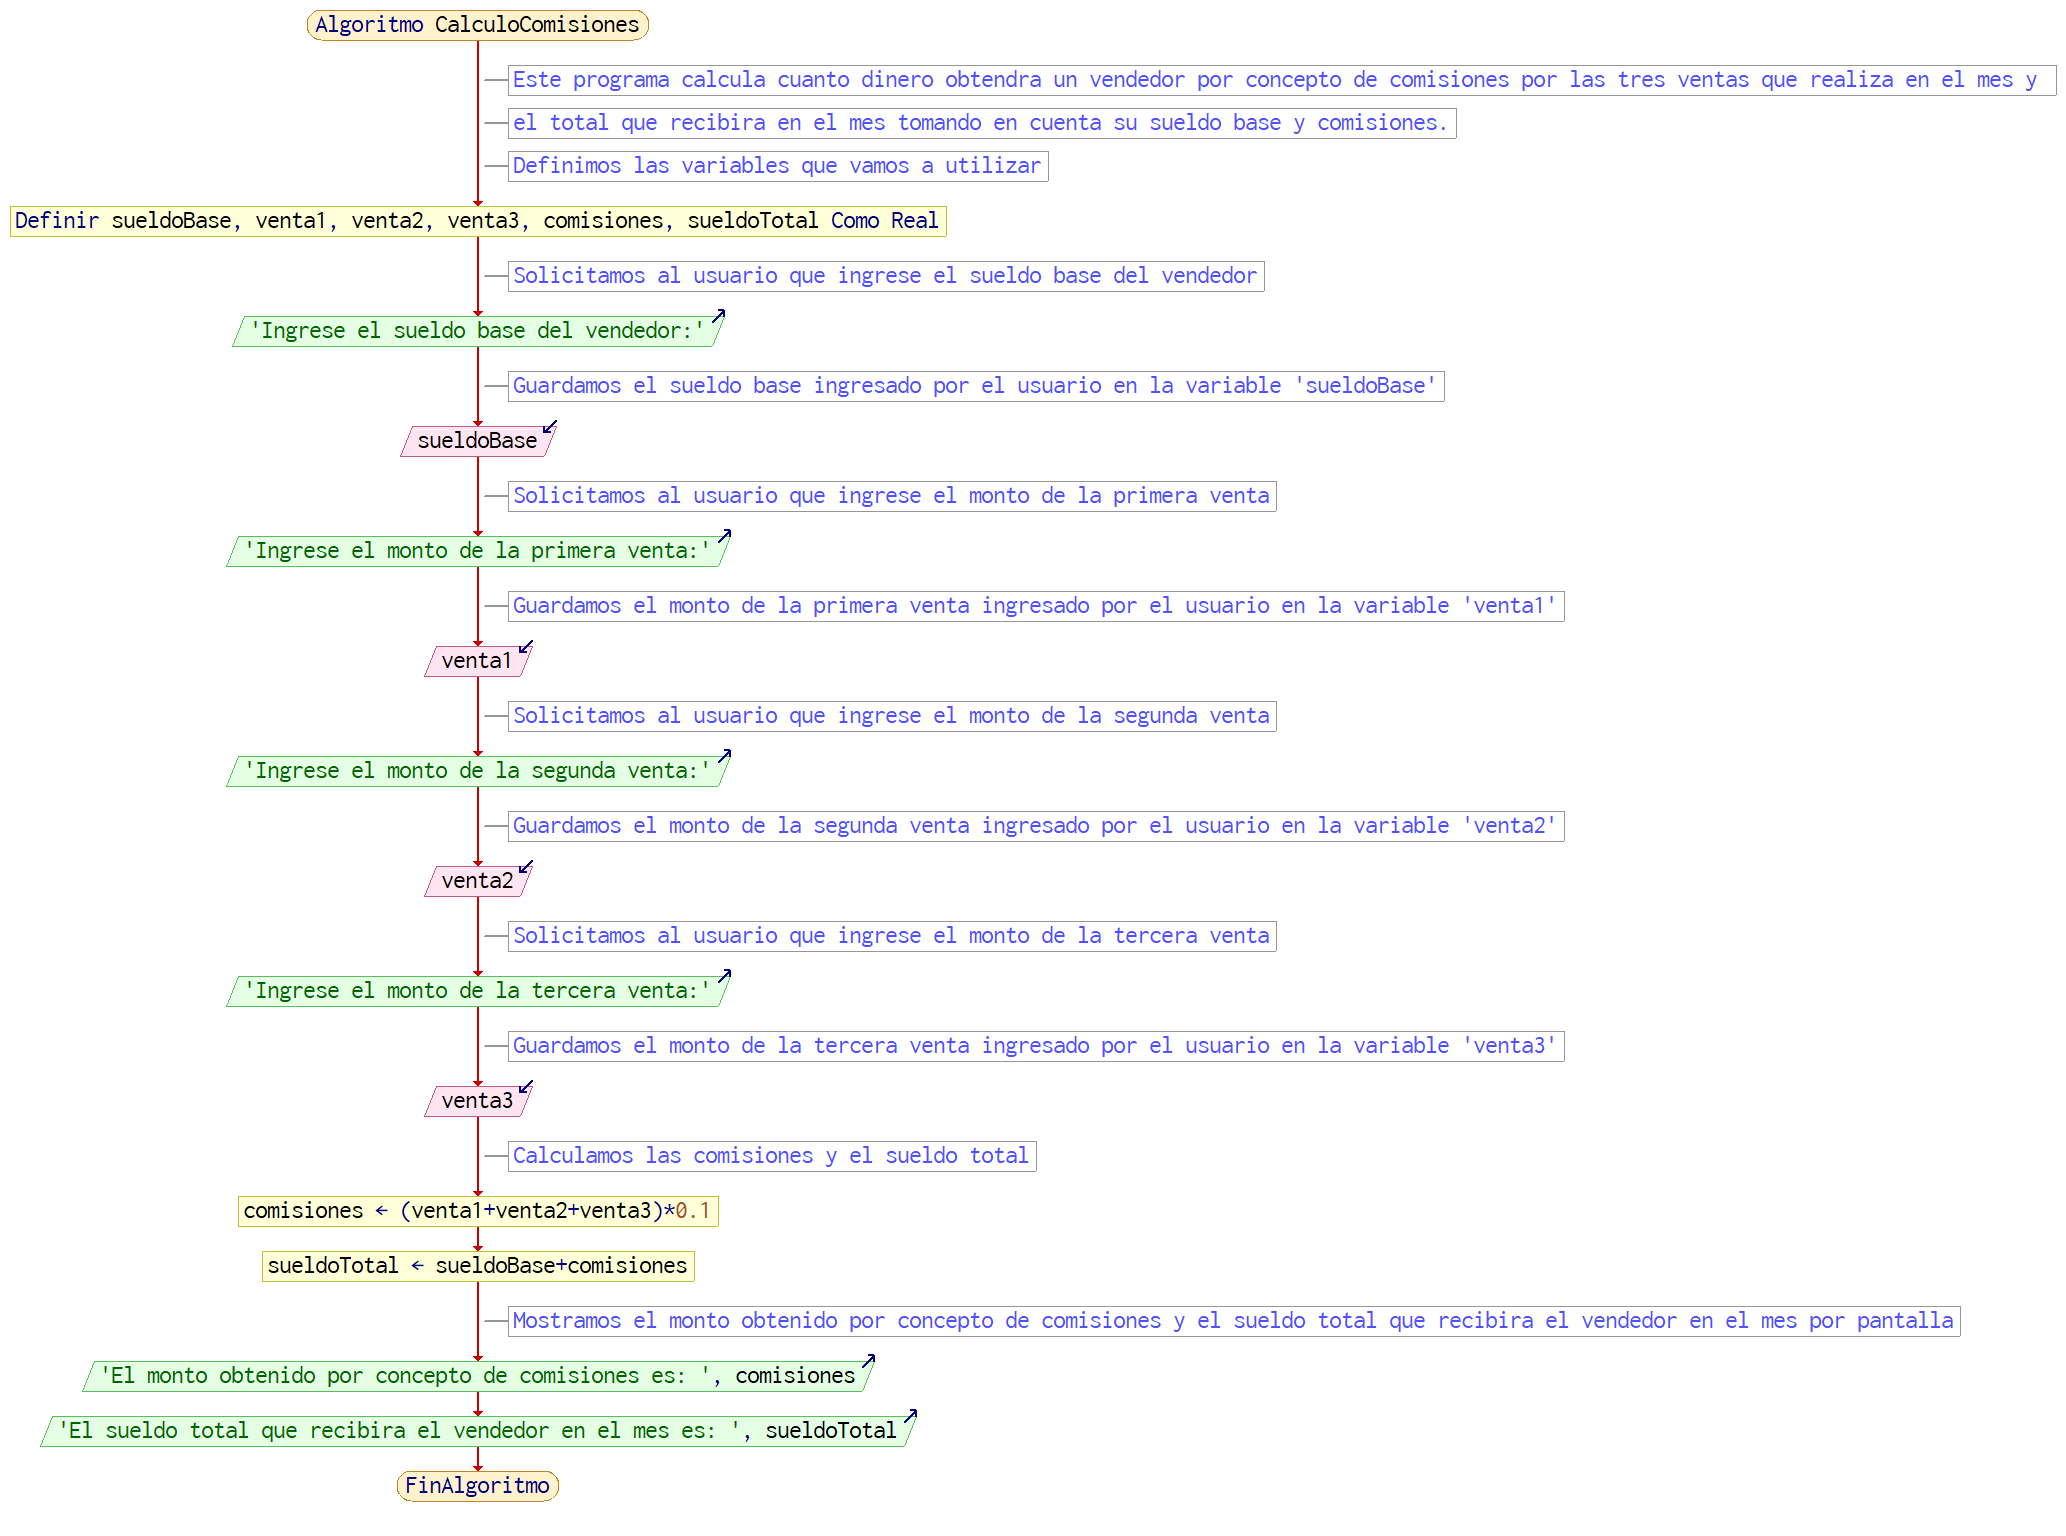 Algoritmo CalculoComisiones
Este programa calcula cuanto dinero obtendra un vendedor por concepto de comisiones por las tres ventas que realiza en el mes y
el total que recibira en el mes tomando en cuenta su sueldo base y comisiones.
Definimos las variables que vamos a utilizar
Definir sueldoBase, venta1, venta2, venta3, comisiones, sueldoTotal Como Real
Solicitamos al usuario que ingrese el sueldo base del vendedor
'Ingrese el sueldo base del vendedor:'
Guardamos el sueldo base ingresado por el usuario en la variable 'sueldoBase'
sueldoBase
Solicitamos al usuario que ingrese el monto de la primera venta
'Ingrese el monto de la primera venta:'
Guardamos el monto de la primera venta ingresado por el usuario en la variable 'venta1'
venta1
Solicitamos al usuario que ingrese el monto de la segunda venta
'Ingrese el monto de la segunda venta:'
Guardamos el monto de la segunda venta ingresado por el usuario en la variable 'venta2'
venta2
Solicitamos al usuario que ingrese el monto de la tercera venta
'Ingrese el monto de la tercera venta:'
Guardamos el monto de la tercera venta ingresado por el usuario en la variable 'venta3'
venta3
Calculamos las comisiones y el sueldo total
comisiones ← (venta1+venta2+venta3)*0.1
sueldoTotal ← sueldoBase+comisiones
Mostramos el monto obtenido por concepto de comisiones y el sueldo total que recibira el vendedor en el mes por pantalla
'El monto obtenido por concepto de comisiones es: ', comisiones
'El sueldo total que recibira el vendedor en el mes es: ', sueldoTotal
FinAlgoritmo